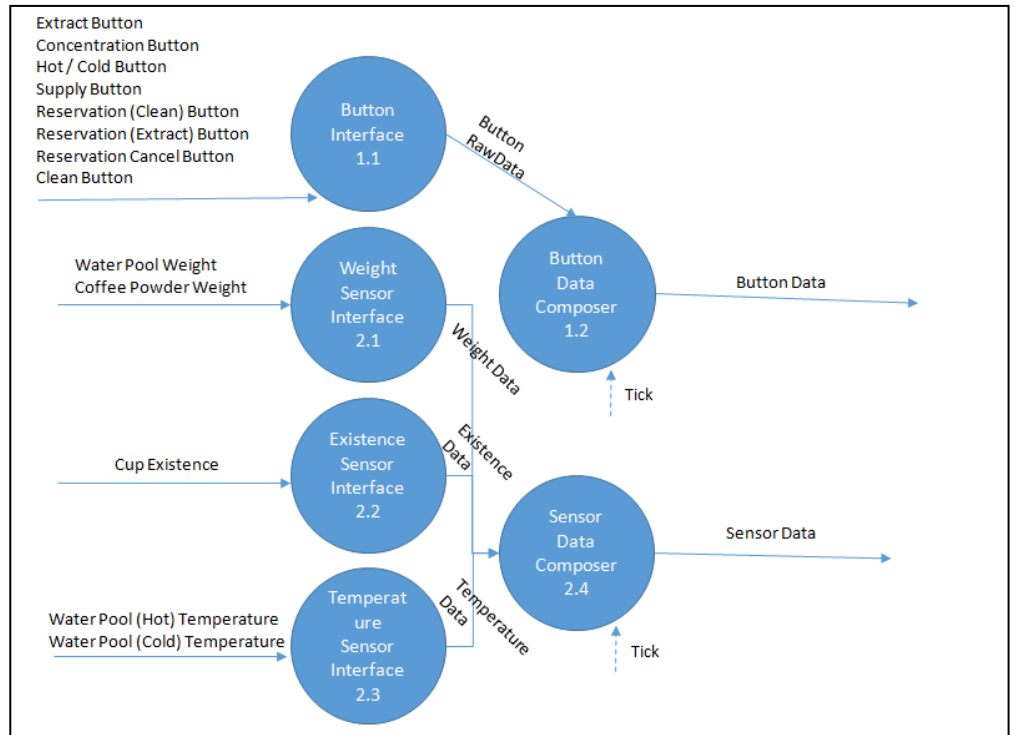 Extract Button
Concentration Button
Hot / Cold Button
Supply Button
Reservation (Clean) Button
Reservation (Extract) Button
Reservation Cancel Button
Clean Button
Button
Interface
1.1
Button
RawData
Button
Data
Composer
1.2
Button Data
Tick
Water Pool Weight
Coffee Powder Weight
Weight
Sensor
Interface
2.1
Weight Data
Cup Existence
Existence
Sensor
Interface
2.2
Existence
Data
Sensor
Data
Composer
2.4
Sensor Data
Tick
Water Pool (Hot) Temperature
Water Pool (Cold) Temperature
Temperat
ure
Sensor
Interface
2.3
Temperature
Data